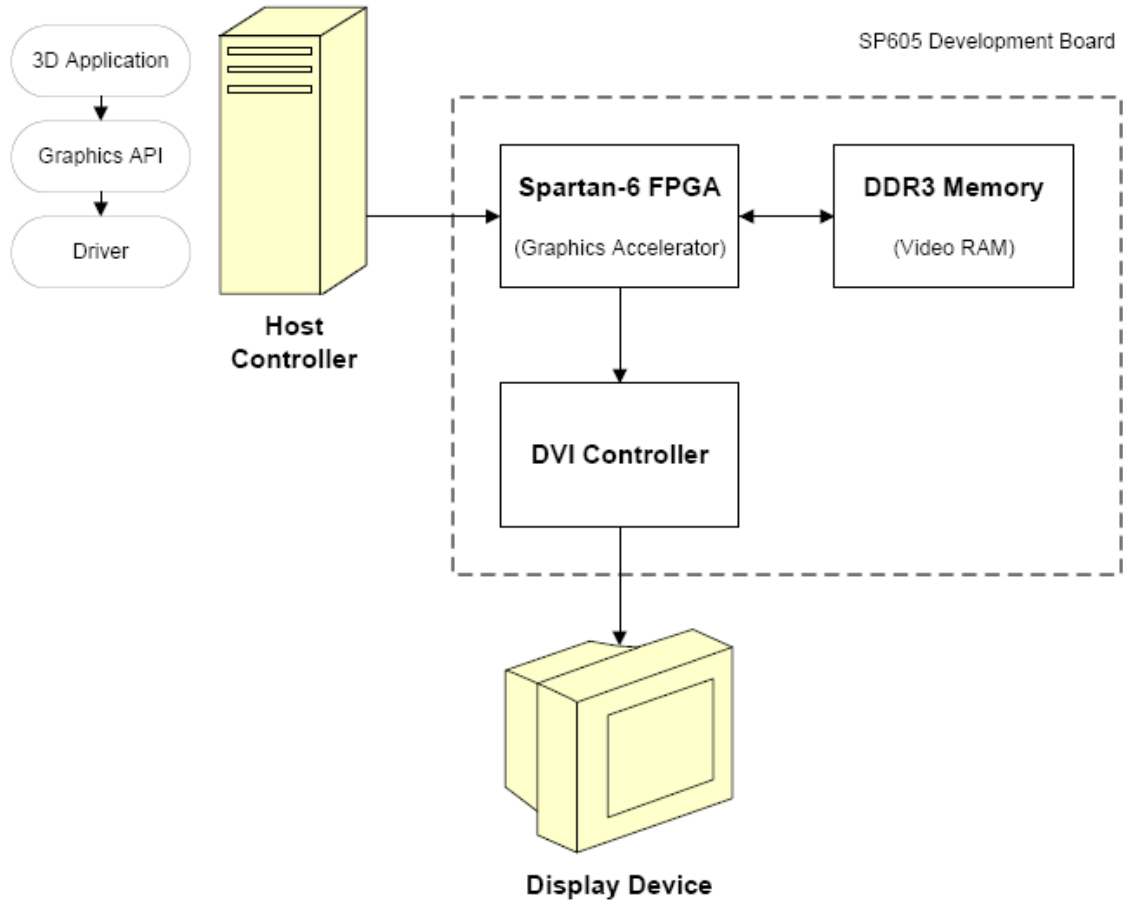 3D Application
Graphics API
Driver
Host
Controller
SP605 Development Board
Spartan-6 FPGA
(Graphics Accelerator)
DDR3 Memory
(Video RAM)
DVI Controller
Display Device